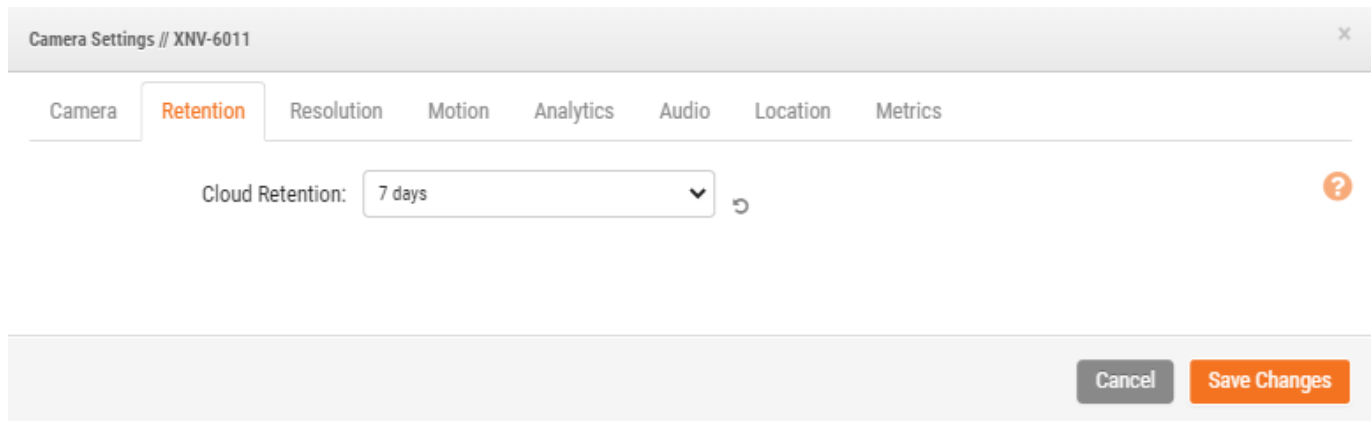 Camera Settings // XNV-6011
×
Camera Retention Resolution Motion Analytics Audio Location Metrics
Cloud Retention: 7 days
?
Cancel Save Changes